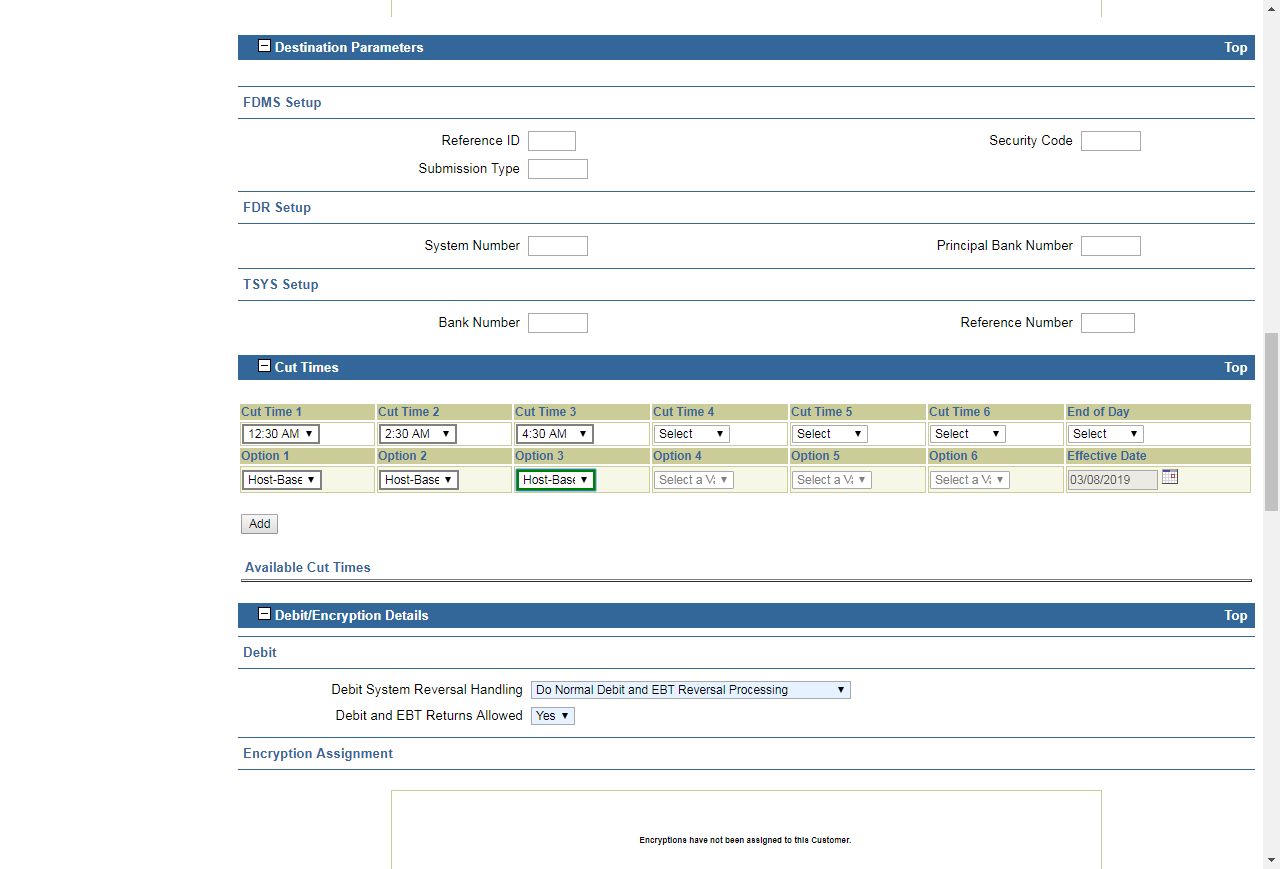 Destination Parameters Top
FDMS Setup
Reference ID Security Code
Submission Type
FDR Setup
System Number Principal Bank Number
TSYS Setup
Bank Number Reference Number
Cut Times Top
Cut Time 1 Cut Time 2 Cut Time 3 Cut Time 4 Cut Time 5 Cut Time 6 End of Day
12:30 AM 2:30 AM 4:30 AM Select Select Select Select
Option 1 Option 2 Option 3 Option 4 Option 5 Option 6 Effective Date
Host-Base Host-Base Host-Base Select a Va Select a Va Select a Va 03/08/2019
Add
Available Cut Times
Debit/Encryption Details Top
Debit
Debit System Reversal Handling Do Normal Debit and EBT Reversal Processing
Debit and EBT Returns Allowed Yes
Encryption Assignment
Encryptions have not been assigned to this Customer.